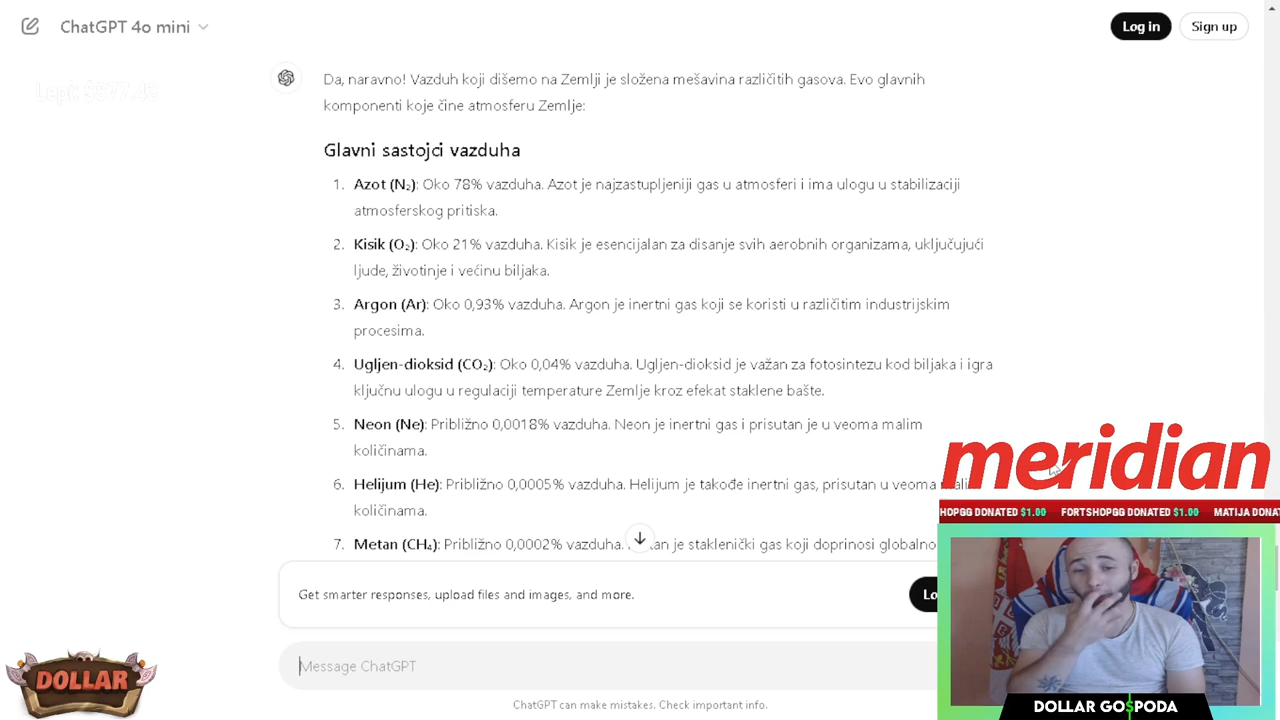 ChatGPT 4o mini
Log in
Sign up
Lepi: $377.43
Da, naravno! Vazduh koji dišemo na Zemlji je složena mešavina različitih gasova. Evo glavnih
komponenti koje čine atmosferu Zemlje:
Glavni sastojci vazduha
1. Azot (N₂): Oko 78% vazduha. Azot je najzastupljeniji gas u atmosferi i ima ulogu u stabilizaciji
atmosferskog pritiska.
2. Kisik (O₂): Oko 21% vazduha. Kisik je esencijalan za disanje svih aerobnih organizama, uključujući
ljude, životinje i većinu biljaka.
3. Argon (Ar): Oko 0,93% vazduha. Argon je inertni gas koji se koristi u različitim industrijskim
procesima.
4. Ugljen-dioksid (CO₂): Oko 0,04% vazduha. Ugljen-dioksid je važan za fotosintezu kod biljaka i igra
ključnu ulogu u regulaciji temperature Zemlje kroz efekat staklene bašte.
5. Neon (Ne): Približno 0,0018% vazduha. Neon je inertni gas i prisutan je u veoma malim
količinama.
6. Helijum (He): Približno 0,0005% vazduha. Helijum je takođe inertni gas, prisutan u veoma malim
količinama.
7. Metan (CH₄): Približno 0,0002% vazduha. je staklenički gas koji doprinosi
meridian
HOPGG DONATED $1.00 FORTSHOPGG DONATED $1.00 MATIJA
Get smarter responses, upload files and images, and more.
Lo
Message ChatGPT
ChatGPT can make mistakes. Check important info.
DOLLAR
DOLLAR GO$PODA